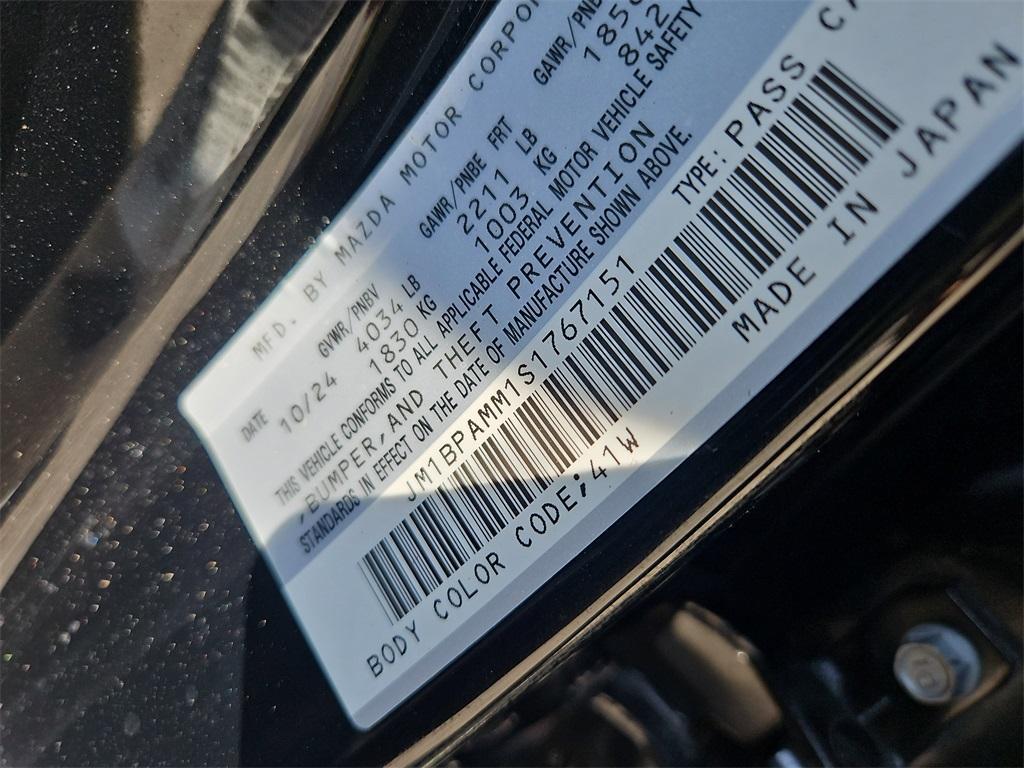 MFD. BY MAZDA MOTOR
DATE GVWR/PNBV GAWR/PNBE FRT GAWR/PNBE
10/24 4034 LB 2211 LB
1830 KG 1003 KG 842
THIS VEHICLE CONFORMS TO ALL APPLICABLE FEDERAL MOTOR VEHICLE SAFETY
,BUMPER, AND THEFT PREVENTION
STANDARDS IN EFFECT ON THE DATE OF MANUFACTURE SHOWN ABOVE.
JM1BPAMM1S1767151 TYPE: PASS
BODY COLOR CODE;41W MADE IN JAPAN